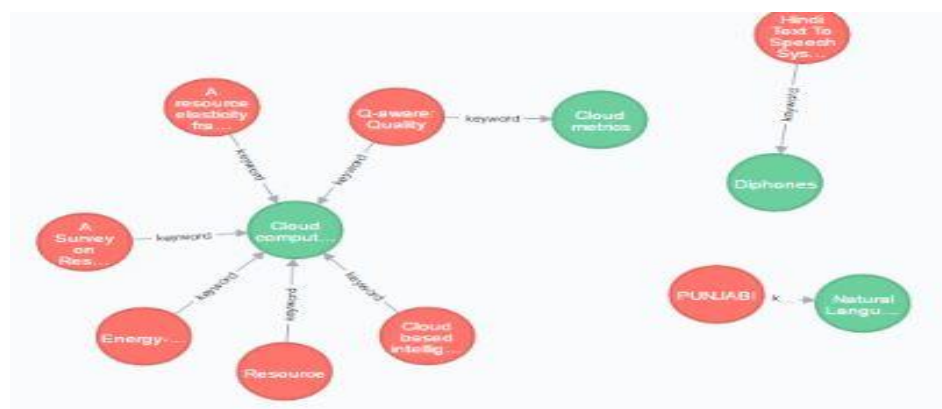 Hindi
Text To
Speech
Sys...
A
resource
elasticity
fra...
Q-aware
Quality
keyword
Cloud
metrics
keyword
keyword
keyword
Diphones
A
Survey
on
Res...
keyword
Cloud
comput...
keyword
keyword
keyword
PUNJABI
k...
Natural
Langu...
Energy-...
Cloud
based
intellig...
Resource